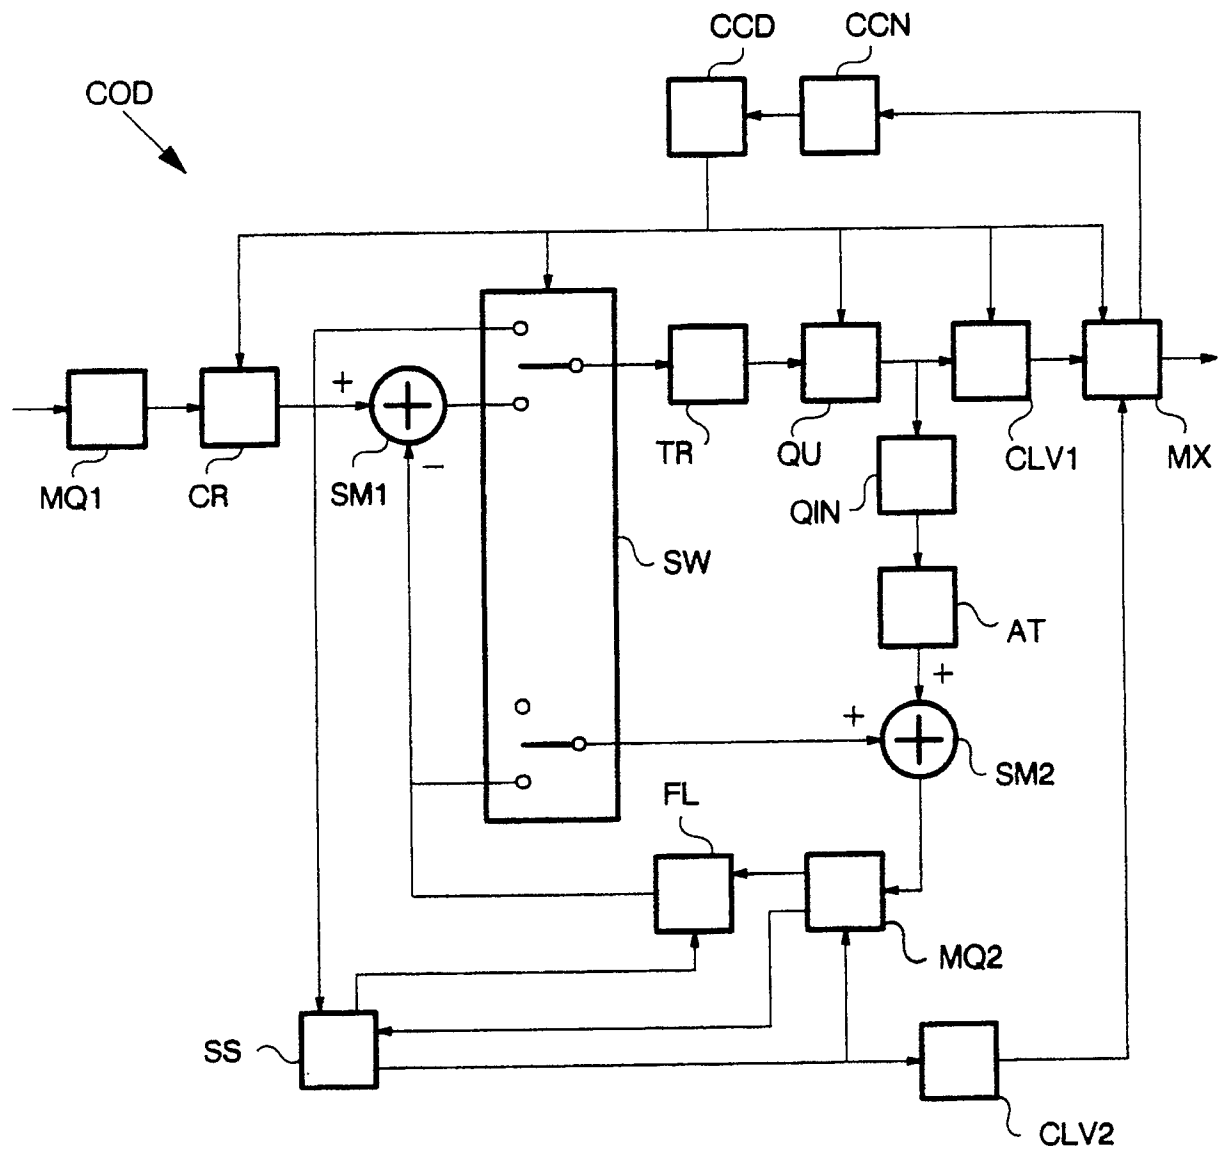 CCD CCN
COD
+
TR QU CLV1 MX
MQ1 CR SM1 −
QIN
SW
AT
+
+
SM2
FL
MQ2
SS
CLV2